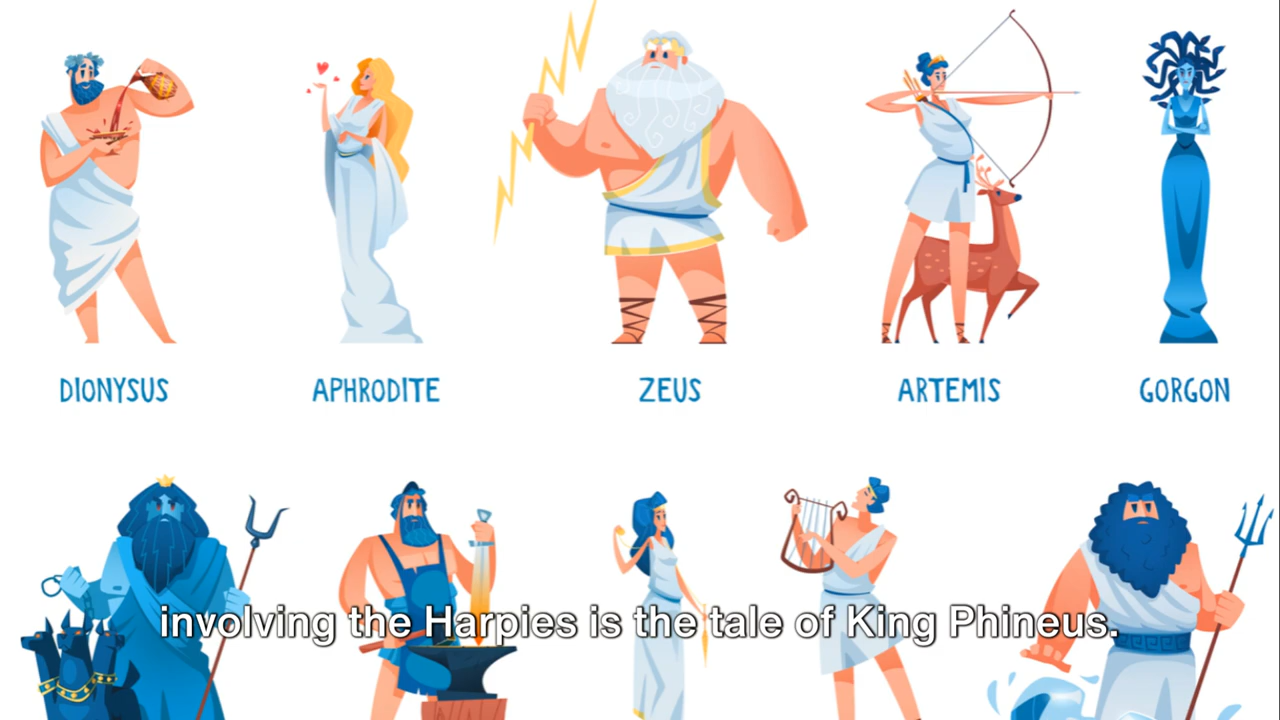 DIONYSUS
APHRODITE
ZEUS
ARTEMIS
GORGON
involving the Harpies is the tale of King Phineus.